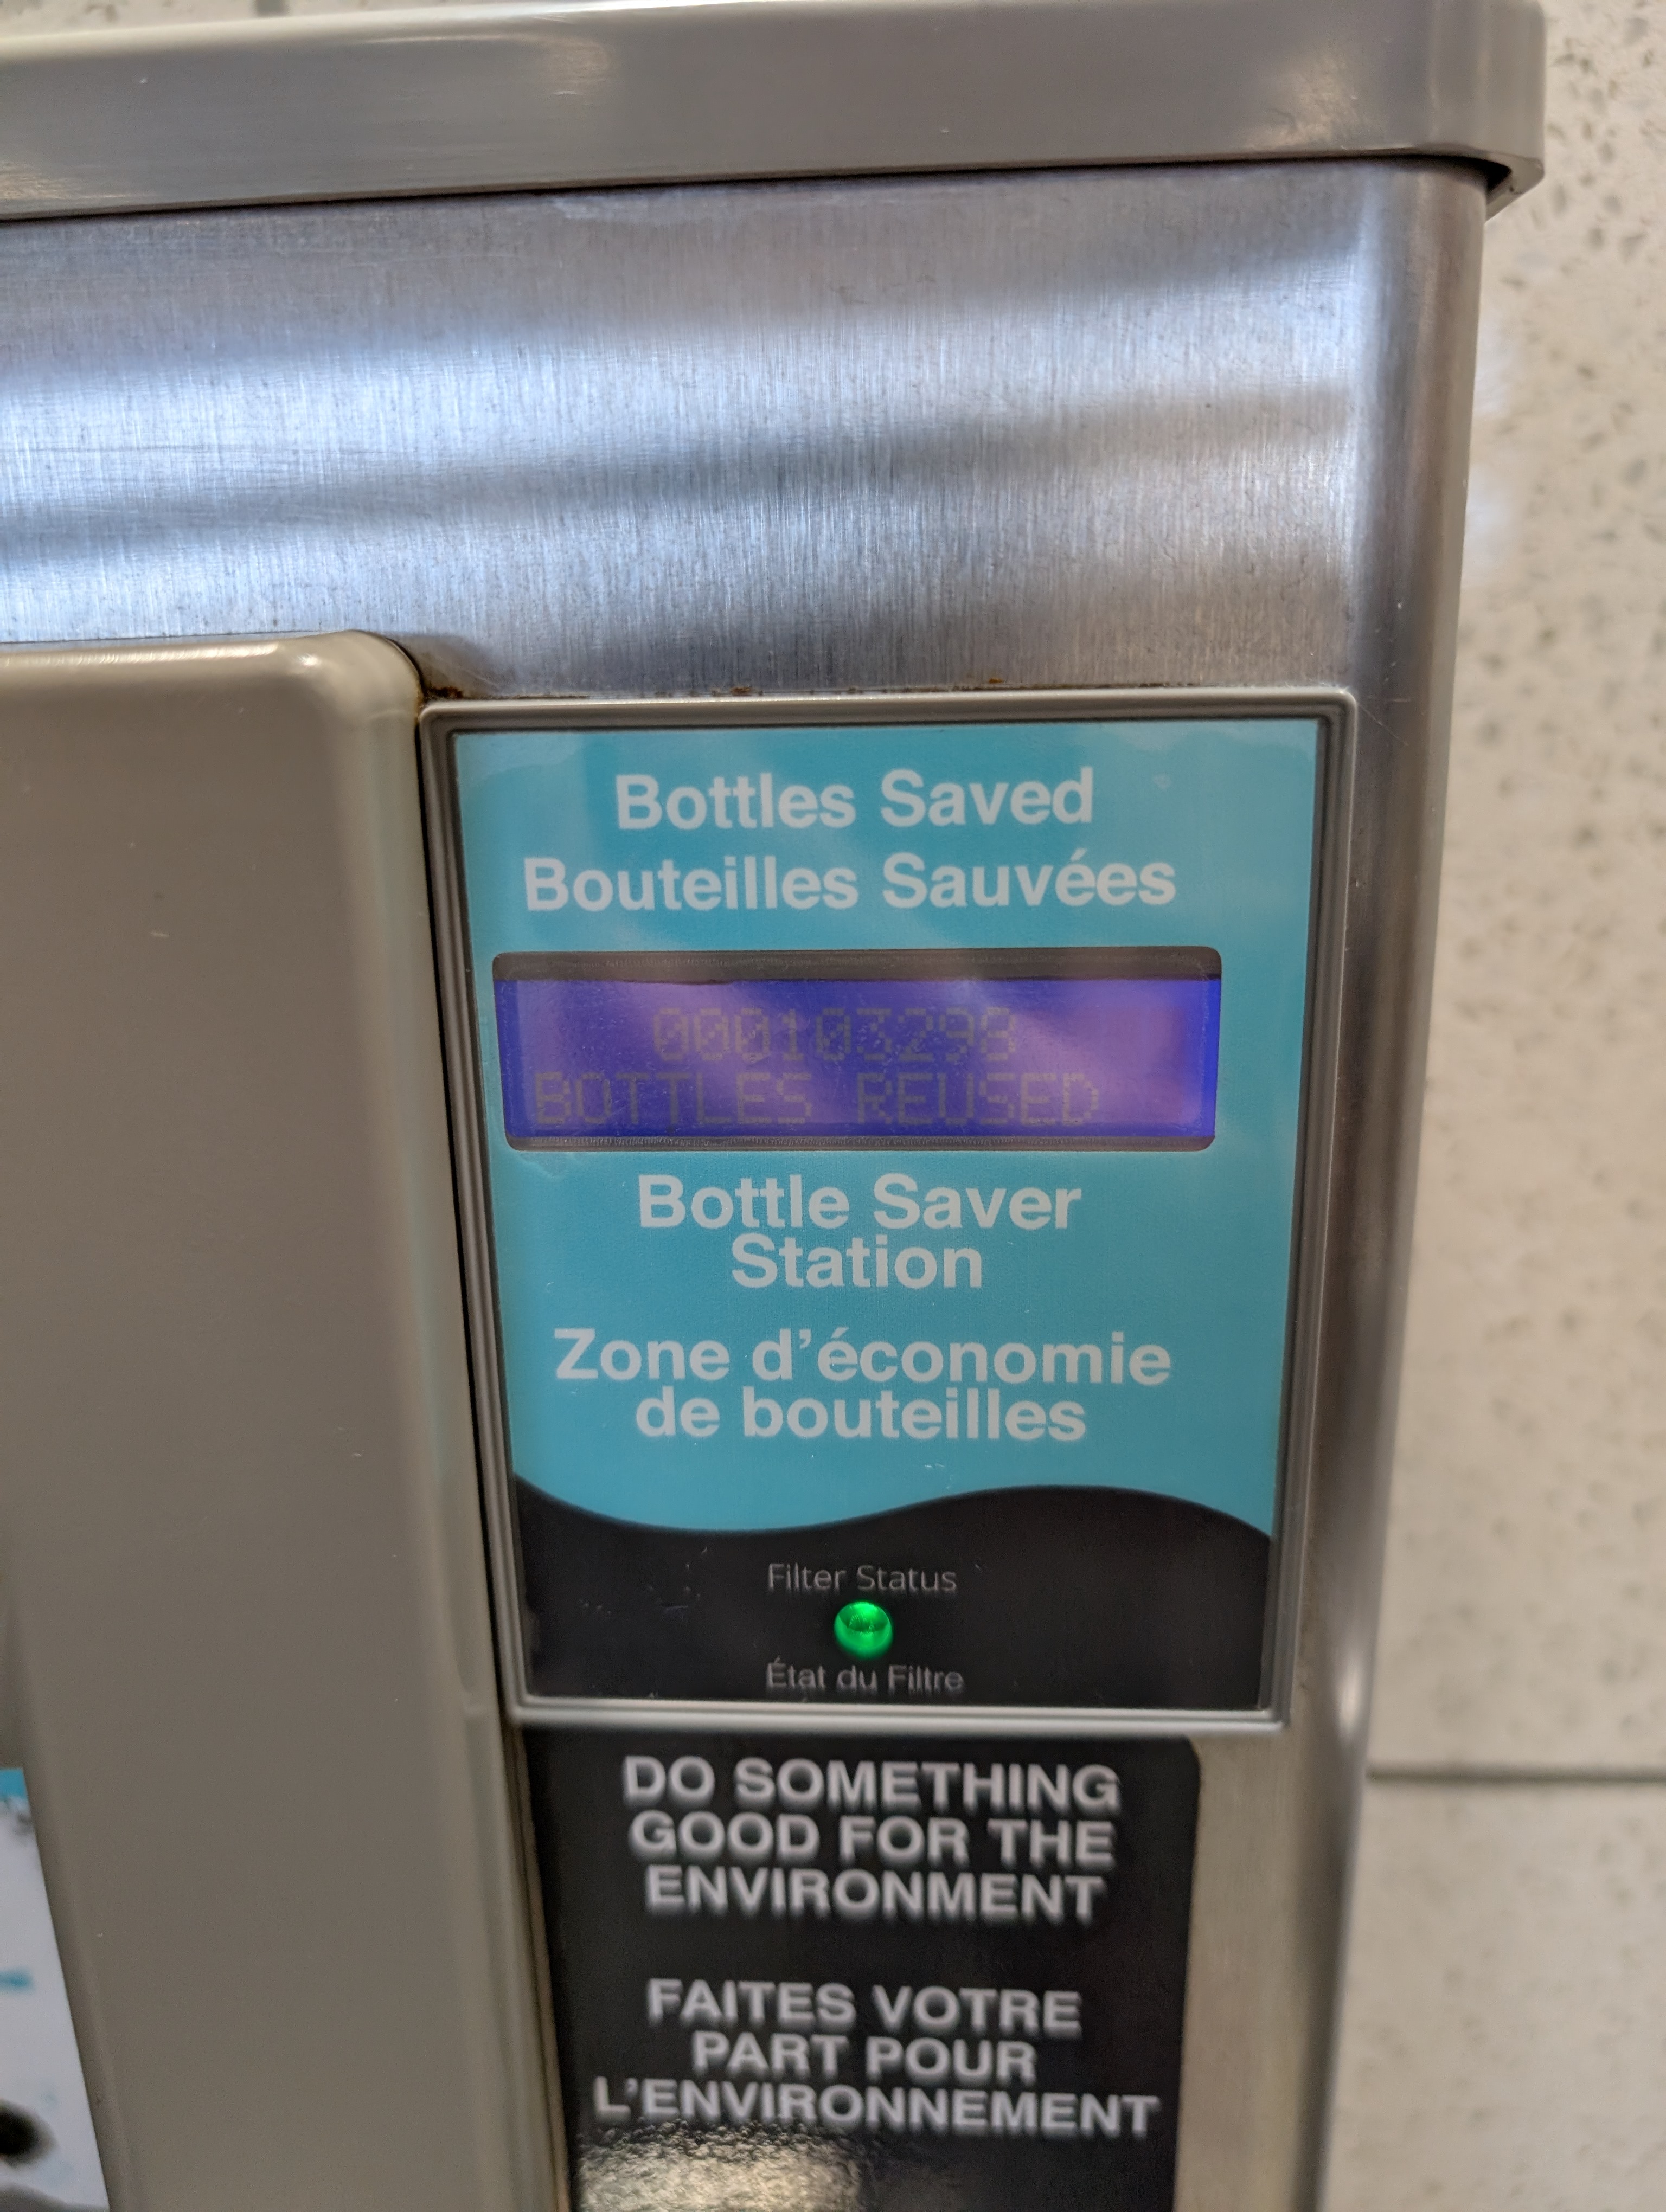 Bottles Saved
Bouteilles Sauvées
000103298
BOTTLES REUSED
Bottle Saver
Station
Zone d'économie
de bouteilles
Filter Status
État du Filtre
DO SOMETHING
GOOD FOR THE
ENVIRONMENT
FAITES VOTRE
PART POUR
L'ENVIRONNEMENT